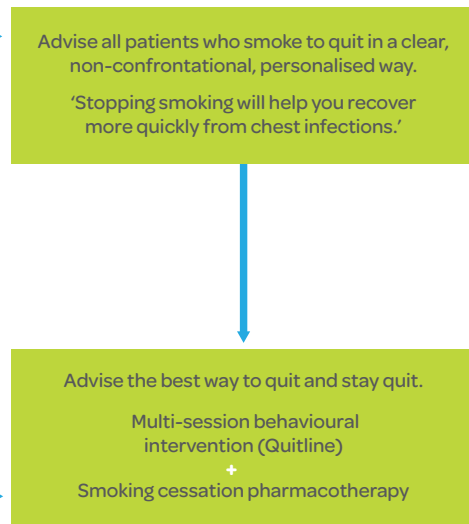 Advise all patients who smoke to quit in a clear,
non-confrontational, personalised way.
‘Stopping smoking will help you recover
more quickly from chest infections.’
Advise the best way to quit and stay quit.
Multi-session behavioural
intervention (Quitline)
+
Smoking cessation pharmacotherapy